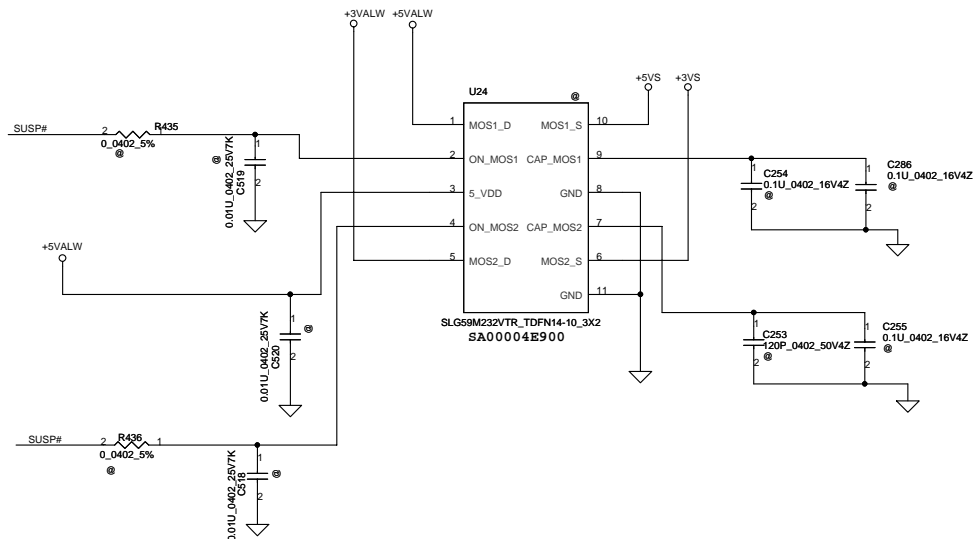 +3VALW
+5VALW
+5VS
+3VS
U24
@
SUSP#
2
R435
1
0_0402_5%
@
1
MOS1_D
MOS1_S
10
2
ON_MOS1
CAP_MOS1
9
3
5_VDD
GND
8
4
ON_MOS2
CAP_MOS2
7
5
MOS2_D
MOS2_S
6
GND
11
SLG59M232VTR_TDFN14-10_3X2
SA00004E900
@
1
2
0.01U_0402_25V7K
C519
1
C254
0.1U_0402_16V4Z
@
2
1
C286
0.1U_0402_16V4Z
@
2
+5VALW
1
@
2
0.01U_0402_25V7K
C520
1
C253
120P_0402_50V4Z
@
2
1
C255
0.1U_0402_16V4Z
@
2
SUSP#
2
R436
1
0_0402_5%
@
1
@
2
0.01U_0402_25V7K
C518